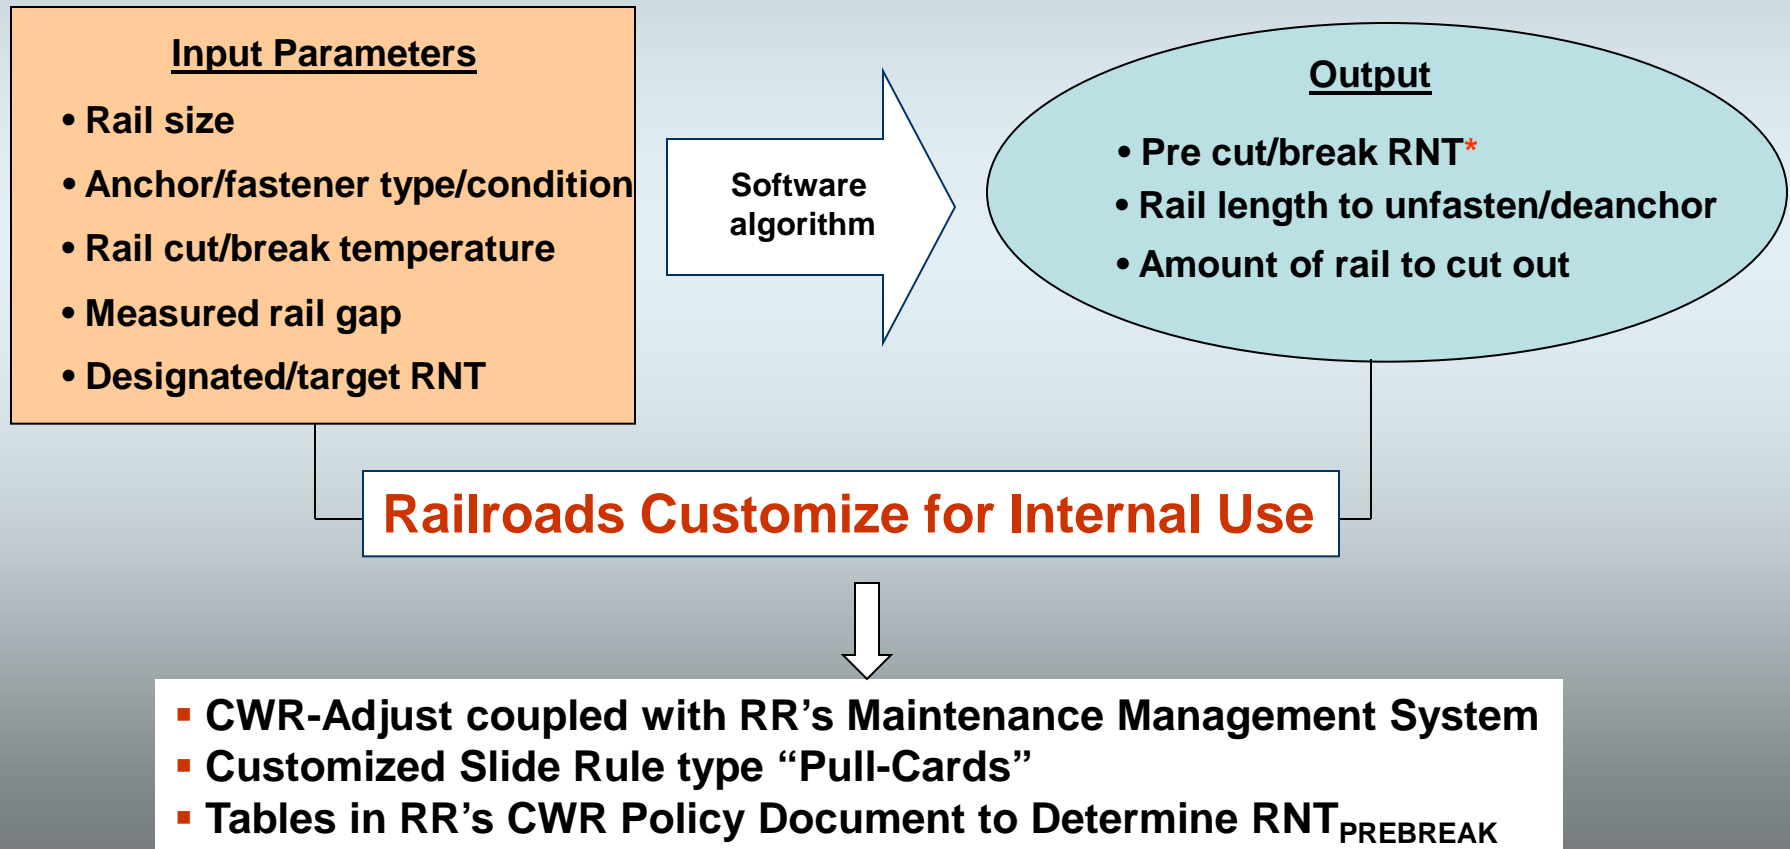 Input Parameters
• Rail size
• Anchor/fastener type/condition
• Rail cut/break temperature
• Measured rail gap
• Designated/target RNT
Software
algorithm
Output
• Pre cut/break RNT*
• Rail length to unfasten/deanchor
• Amount of rail to cut out
Railroads Customize for Internal Use
▪ CWR-Adjust coupled with RR’s Maintenance Management System
▪ Customized Slide Rule type “Pull-Cards”
▪ Tables in RR’s CWR Policy Document to Determine RNTPREBREAK